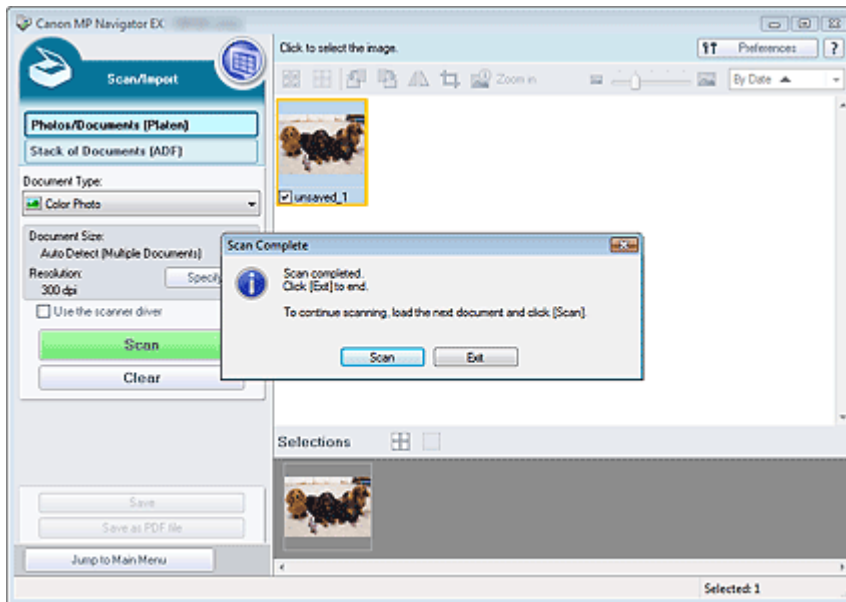 Canon MP Navigator EX
Scan/Import
Click to select the image.
Preferences
?
Zoom in
By Date
Photos/Documents (Platen)
Stack of Documents (ADF)
Document Type:
Color Photo
unsaved_1
Document Size:
Auto Detect (Multiple Documents)
Resolution:
300 dpi
Specify
Use the scanner driver
Scan
Clear
Scan Complete
Scan completed.
Click [Exit] to end.
To continue scanning, load the next document and click [Scan].
Scan
Exit
Selections
Save
Save as PDF file
Jump to Main Menu
Selected: 1